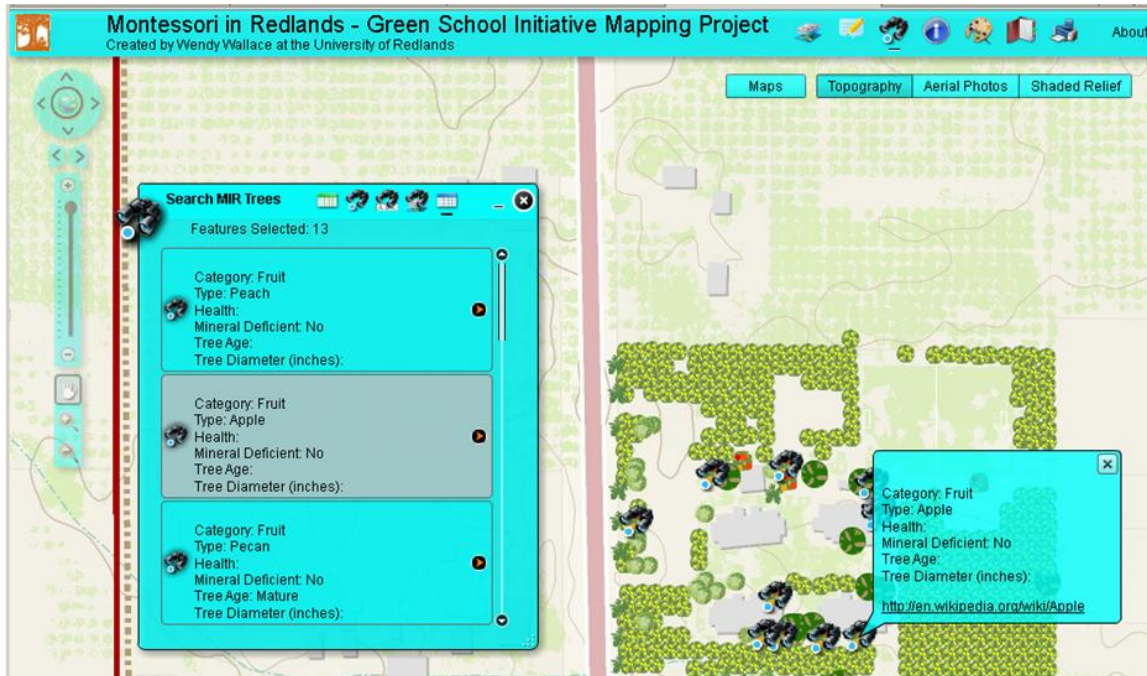 Montessori in Redlands - Green School Initiative Mapping Project
Created by Wendy Wallace at the University of Redlands
About
Maps
Topography
Aerial Photos
Shaded Relief
Search MIR Trees
Features Selected: 13
Category: Fruit
Type: Peach
Health:
Mineral Deficient: No
Tree Age:
Tree Diameter (inches):
Category: Fruit
Type: Apple
Health:
Mineral Deficient: No
Tree Age:
Tree Diameter (inches):
Category: Fruit
Type: Pecan
Health:
Mineral Deficient: No
Tree Age: Mature
Tree Diameter (inches):
Category: Fruit
Type: Apple
Health:
Mineral Deficient: No
Tree Age:
Tree Diameter (inches):
http://en.wikipedia.org/wiki/Apple